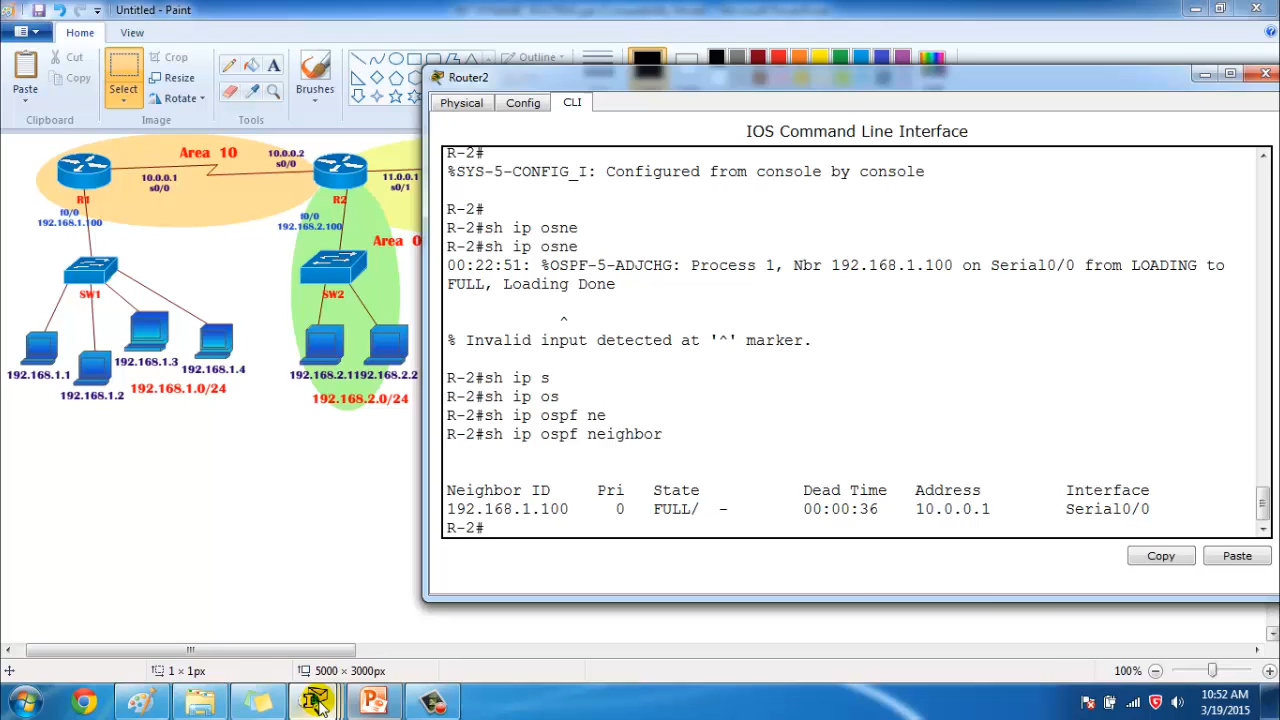 Untitled - Paint
Home
View
Paste
Cut
Copy
Clipboard
Select
Crop
Resize
Rotate
Image
Tools
Brushes
Outline
Area 10
10.0.0.2
s0/0
10.0.0.1
s0/0
11.0.0.1
s0/1
R1
R2
f0/0
192.168.1.100
f0/0
192.168.2.100
Area 0
SW1
SW2
192.168.1.1
192.168.1.2
192.168.1.3
192.168.1.4
192.168.1.0/24
192.168.2.1
192.168.2.2
192.168.2.0/24
Router2
Physical
Config
CLI
IOS Command Line Interface
R-2#
%SYS-5-CONFIG_I: Configured from console by console
R-2#
R-2#sh ip osne
R-2#sh ip osne
00:22:51: %OSPF-5-ADJCHG: Process 1, Nbr 192.168.1.100 on Serial0/0 from LOADING to
FULL, Loading Done
^
% Invalid input detected at '^' marker.
R-2#sh ip s
R-2#sh ip os
R-2#sh ip ospf ne
R-2#sh ip ospf neighbor
Neighbor ID Pri State Dead Time Address Interface
192.168.1.100 0 FULL/ - 00:00:36 10.0.0.1 Serial0/0
R-2#
Copy
Paste
1 × 1px
5000 × 3000px
100%
10:52 AM
3/19/2015